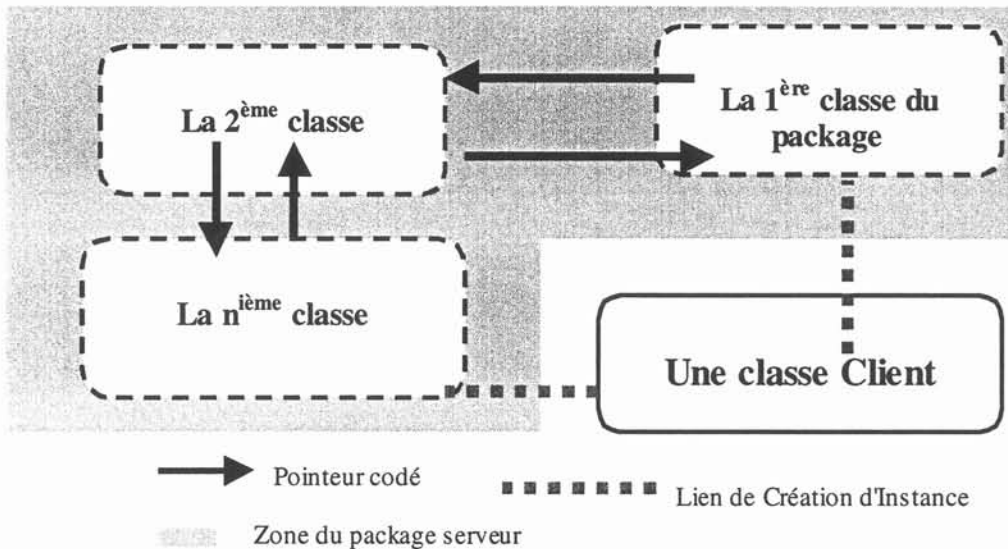 La 2ème classe
La 1ère classe du
package
La nième classe
Une classe Client
Pointeur codé
Lien de Création d'Instance
Zone du package serveur